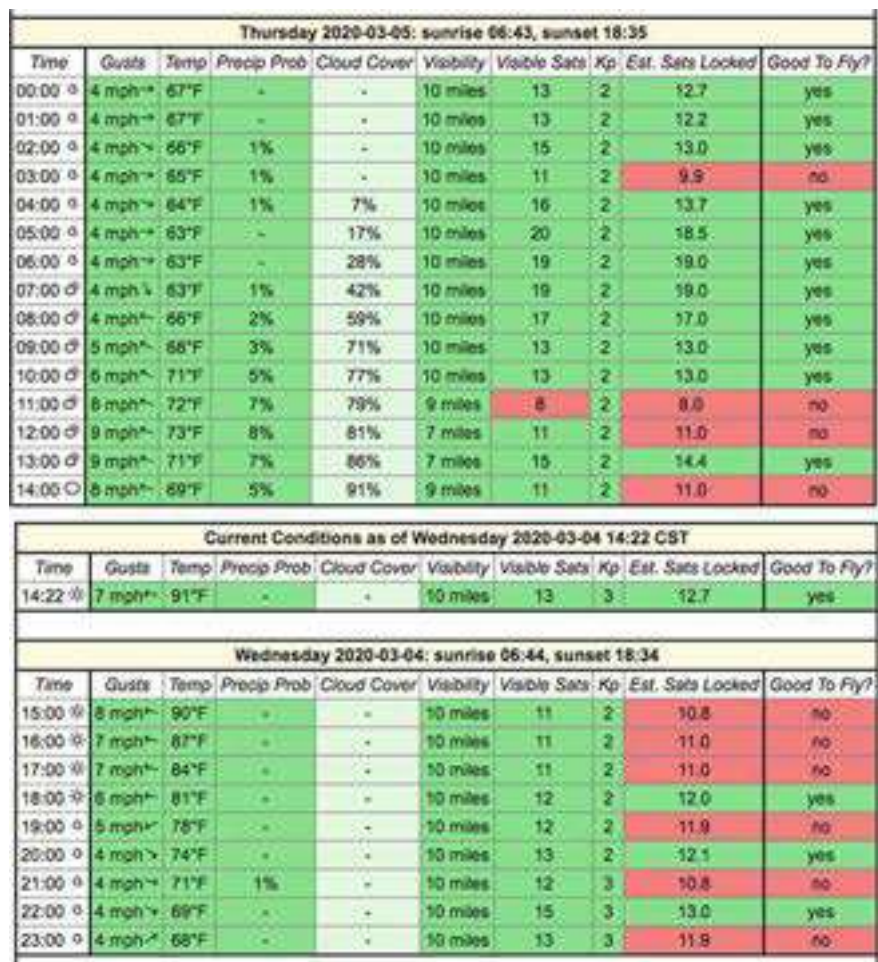 Thursday 2020-03-05: sunrise 06:43, sunset 18:35
Time Gusts Temp Precip Prob Cloud Cover Visibility Visible Sats Kp Est. Sats Locked Good To Fly?
00:00 4 mph 67°F - - 10 miles 13 2 12.7 yes
01:00 4 mph 67°F - - 10 miles 13 2 12.2 yes
02:00 4 mph 66°F 1% - 10 miles 15 2 13.0 yes
03:00 4 mph 65°F 1% - 10 miles 11 2 9.9 no
04:00 4 mph 64°F 1% 7% 10 miles 16 2 13.7 yes
05:00 4 mph 63°F - 17% 10 miles 20 2 18.5 yes
06:00 4 mph 63°F - 28% 10 miles 19 2 19.0 yes
07:00 4 mph 63°F 1% 42% 10 miles 19 2 19.0 yes
08:00 4 mph 66°F 2% 59% 10 miles 17 2 17.0 yes
09:00 5 mph 68°F 3% 71% 10 miles 13 2 13.0 yes
10:00 6 mph 71°F 5% 77% 10 miles 13 2 13.0 yes
11:00 8 mph 72°F 7% 79% 9 miles 8 2 8.0 no
12:00 9 mph 73°F 8% 81% 7 miles 11 2 11.0 no
13:00 9 mph 71°F 7% 86% 7 miles 15 2 14.4 yes
14:00 8 mph 69°F 5% 91% 9 miles 11 2 11.0 no
Current Conditions as of Wednesday 2020-03-04 14:22 CST
Time Gusts Temp Precip Prob Cloud Cover Visibility Visible Sats Kp Est. Sats Locked Good To Fly?
14:22 7 mph 91°F - - 10 miles 13 3 12.7 yes
Wednesday 2020-03-04: sunrise 06:44, sunset 18:34
Time Gusts Temp Precip Prob Cloud Cover Visibility Visible Sats Kp Est. Sats Locked Good To Fly?
15:00 8 mph 90°F - - 10 miles 11 2 10.8 no
16:00 7 mph 87°F - - 10 miles 11 2 11.0 no
17:00 7 mph 84°F - - 10 miles 11 2 11.0 no
18:00 6 mph 81°F - - 10 miles 12 2 12.0 yes
19:00 5 mph 78°F - - 10 miles 12 2 11.9 no
20:00 4 mph 74°F - - 10 miles 13 2 12.1 yes
21:00 4 mph 71°F 1% - 10 miles 12 3 10.8 no
22:00 4 mph 69°F - - 10 miles 15 3 13.0 yes
23:00 4 mph 68°F - - 10 miles 13 3 11.9 no